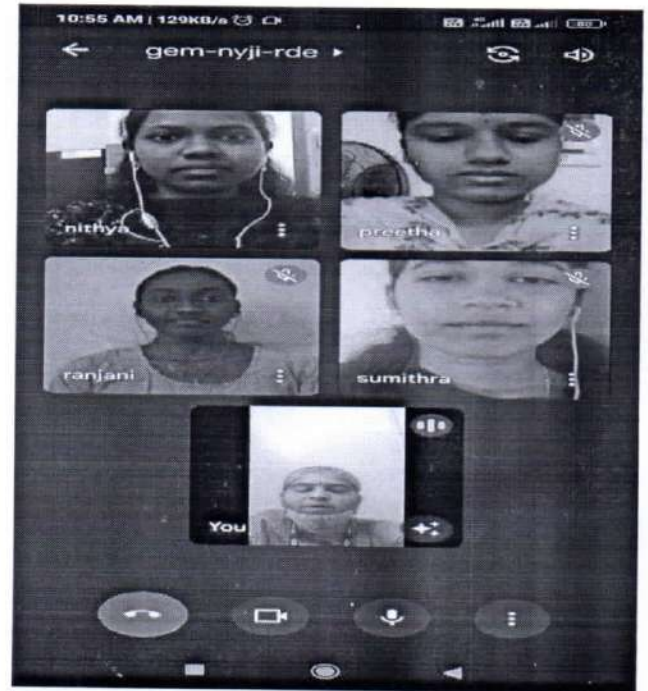 10:55 AM | 129KB/s
gem-nyji-rde
nithya
preetha
ranjani
sumithra
You